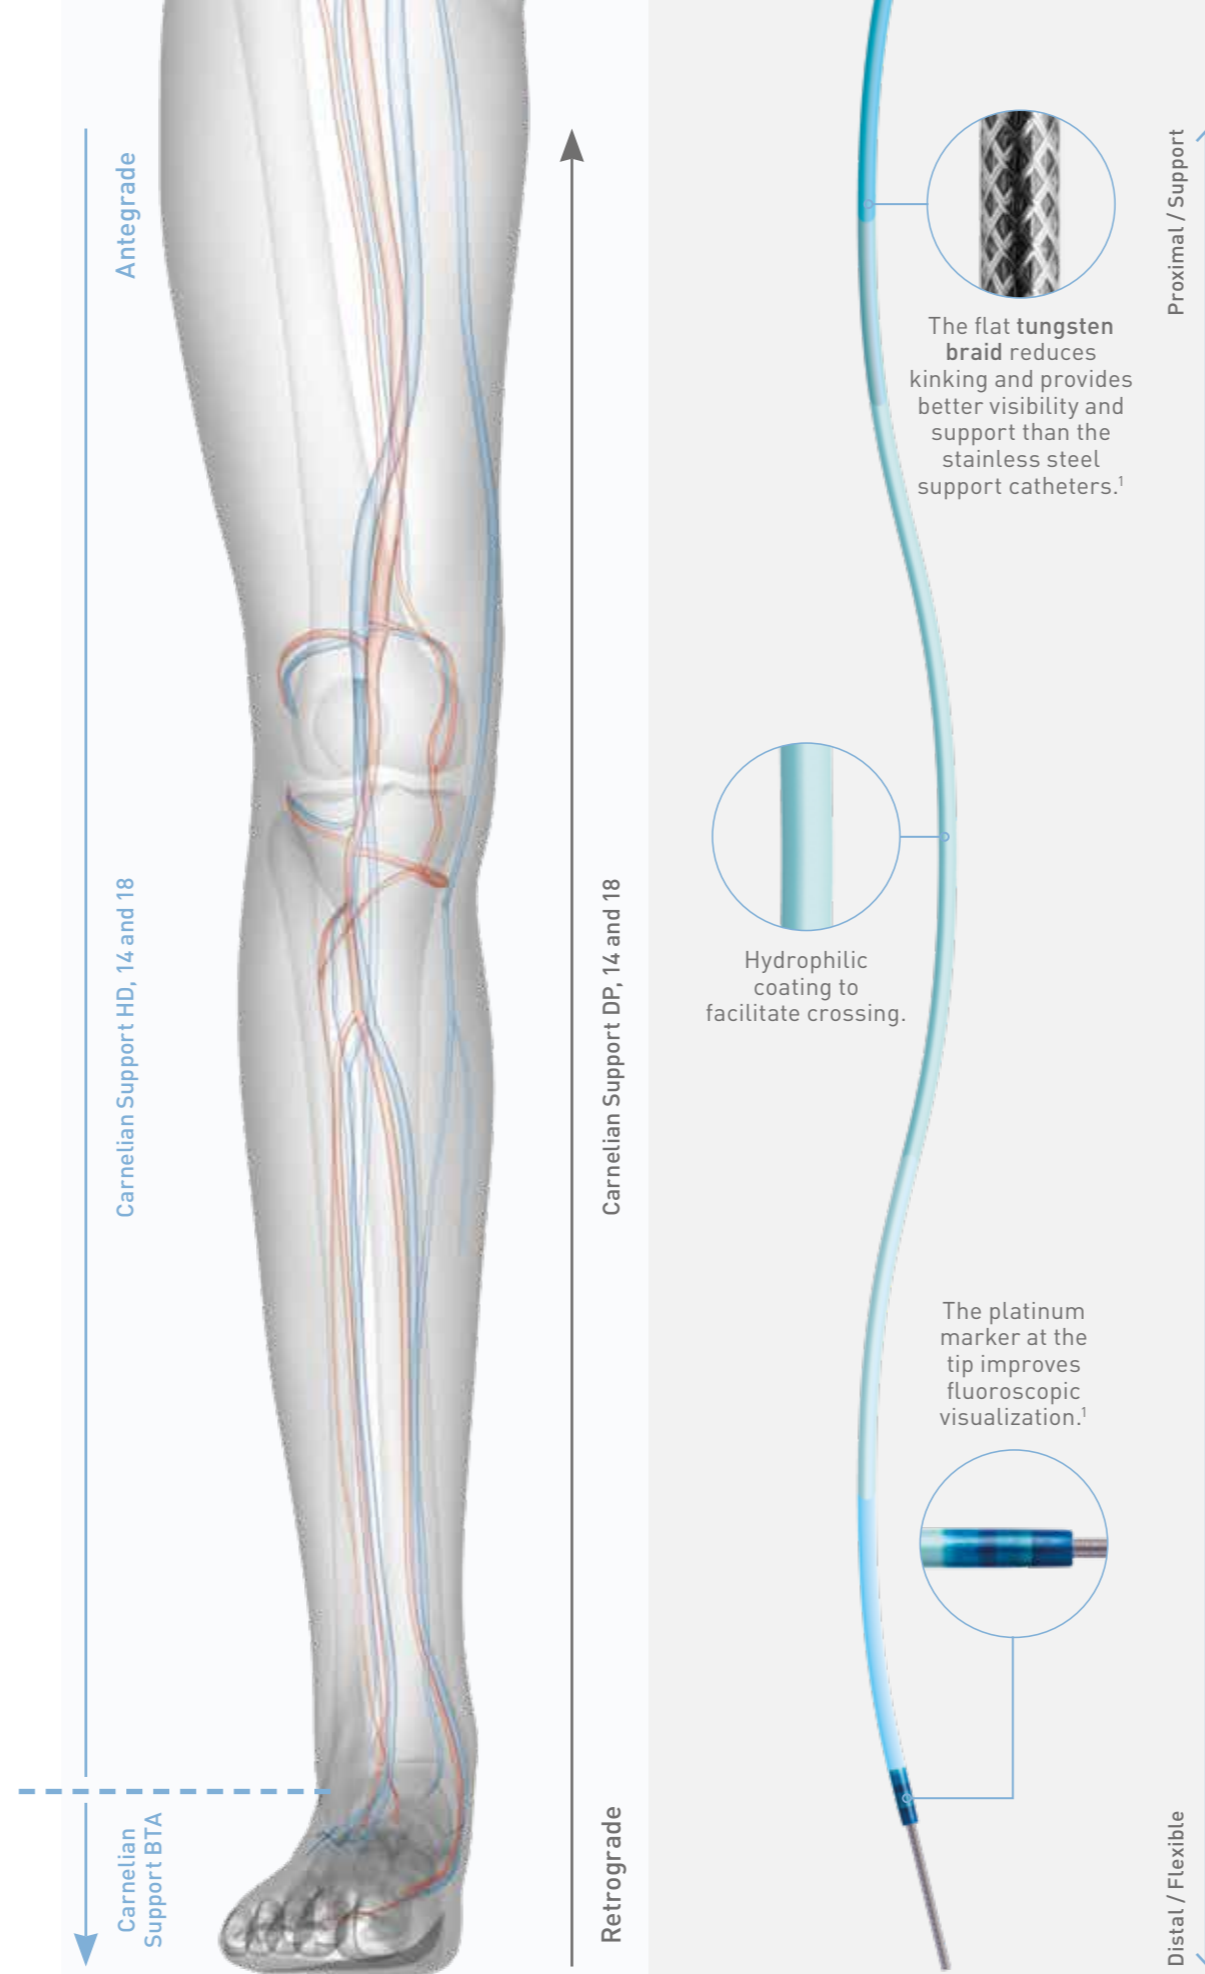 Antegrade
Carnelian Support HD, 14 and 18
Carnelian
Support BTA
Carnelian Support DP, 14 and 18
Retrograde
The flat tungsten
braid reduces
kinking and provides
better visibility and
support than the
stainless steel
support catheters.¹
Hydrophilic
coating to
facilitate crossing.
The platinum
marker at the
tip improves
fluoroscopic
visualization.¹
Proximal / Support
Distal / Flexible